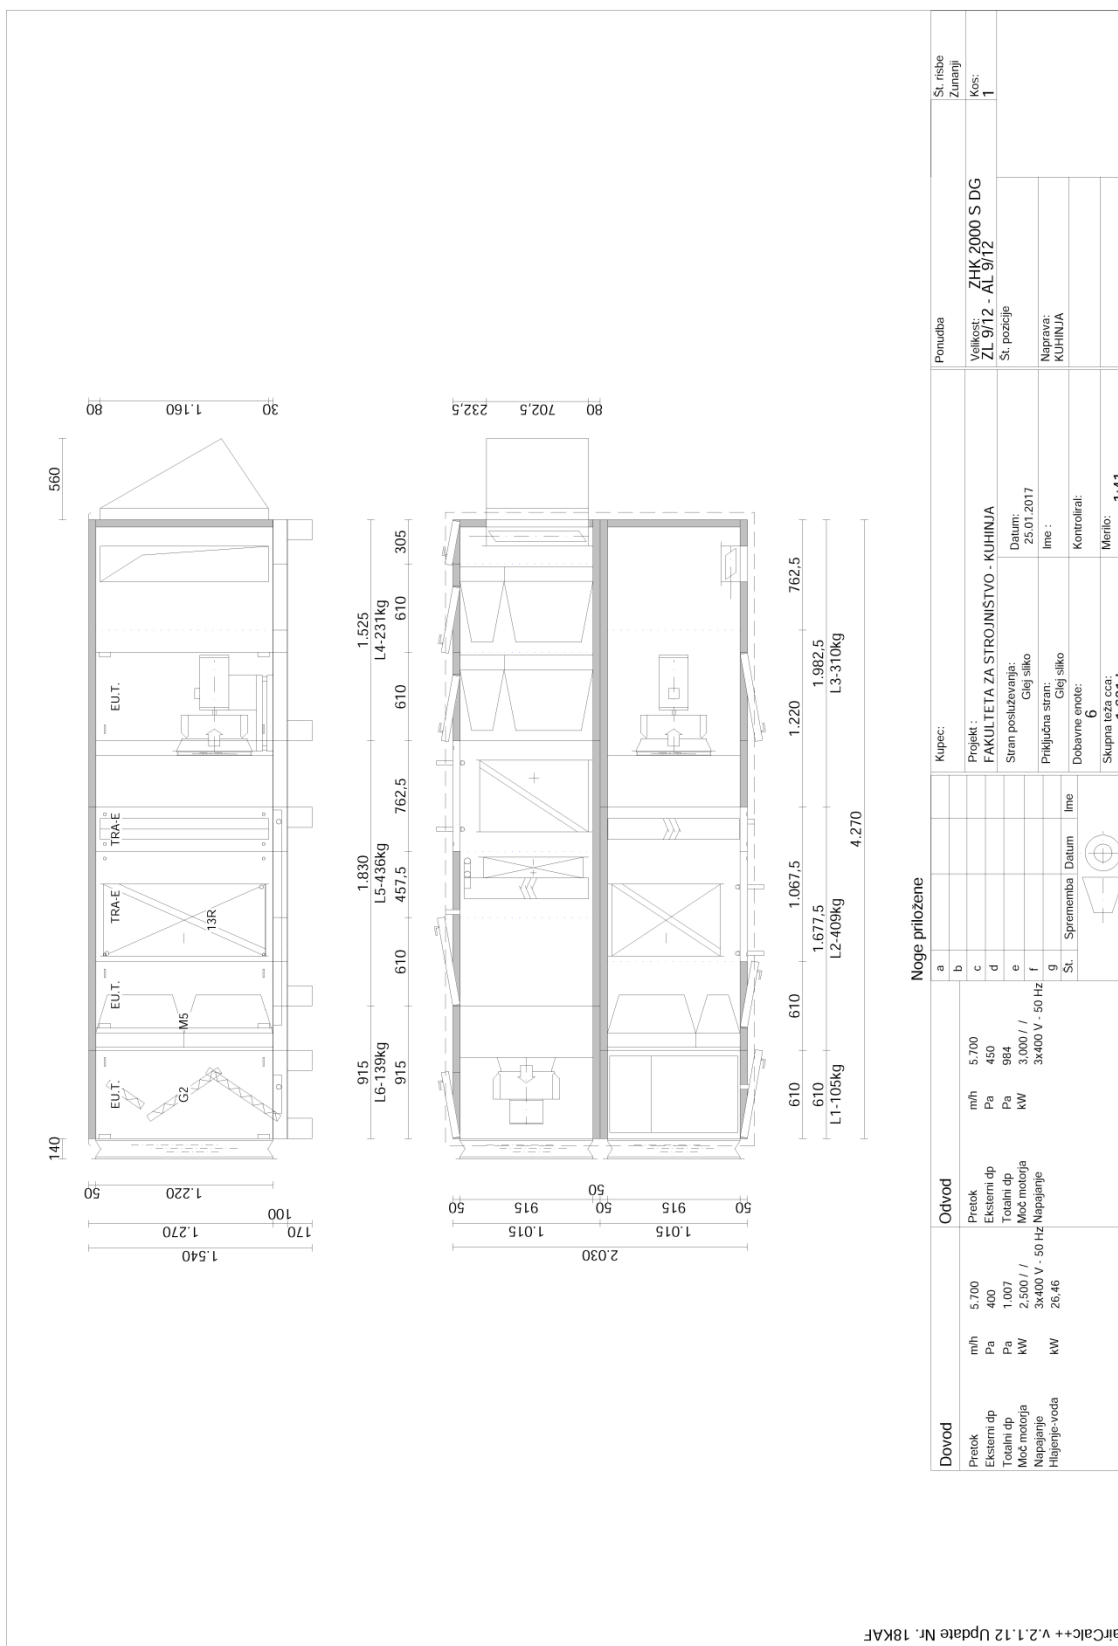 560
80
1.160
30
232,5
702,5
80
EU.T.
TRA-E
TRA-E
13R
EU.T.
M5
EU.T.
G2
305
610
610
762,5
457,5
610
915
1.525
L4-231kg
1.830
L5-436kg
915
L6-139kg
762,5
1.220
1.067,5
610
610
1.982,5
L3-310kg
1.677,5
L2-409kg
610
L1-105kg
4.270
140
50
1.220
1.270
100
170
1.540
50
915
50
50
915
50
1.015
1.015
2.030
Noge priložene
Dovod
Pretok m/h 5.700
Eksterni dp Pa 400
Totalni dp Pa 1.007
Moč motorja kW 2,500 / /
Napajanje 3x400 V - 50 Hz
Hlajenje-voda kW 26,46
Odvod
Pretok m/h 5.700
Eksterni dp Pa 450
Totalni dp Pa 984
Moč motorja kW 3,000 / /
Napajanje 3x400 V - 50 Hz
a
b
c
d
e
f
g
Št. Sprememba Datum Ime
Kupec:
Projekt :
FAKULTETA ZA STROJNIŠTVO - KUHINJA
Stran posluževanja:
Glej sliko
Datum:
25.01.2017
Priključna stran:
Glej sliko
Ime :
Dobavne enote:
6
Kontroliral:
Skupna teža cca:
Merilo:
Ponudba
Št. risbe
Zunanji
Velikost: ZHK 2000 S DG
ZL 9/12 - AL 9/12
Kos:
1
Št. pozicije
Naprava:
KUHINJA
airCalc++ v.2.1.12 Update Nr. 18KAF